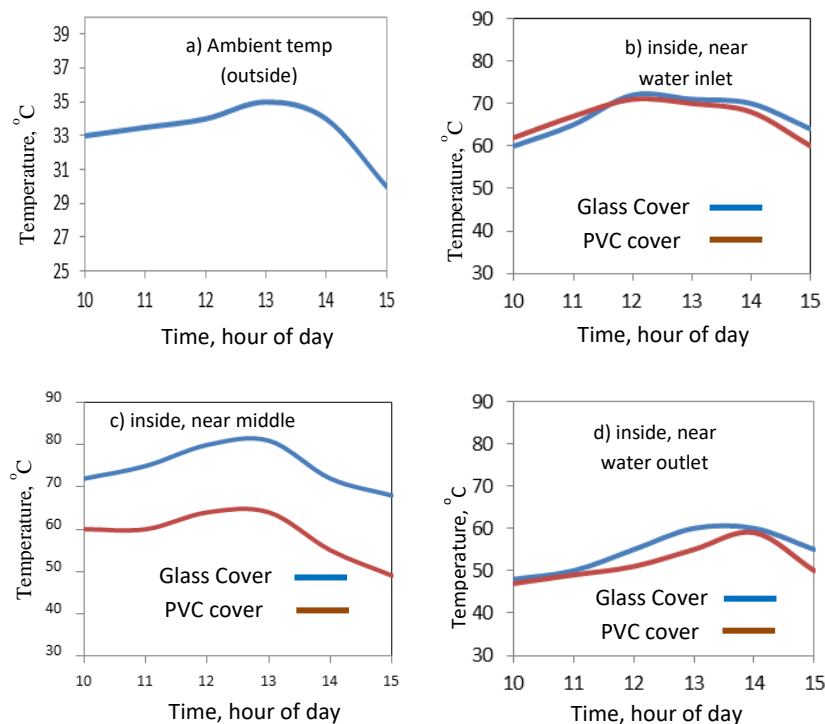 a) Ambient temp
(outside)
Temperature, °C
39
37
35
33
31
29
27
25
10 11 12 13 14 15
Time, hour of day
b) inside, near
water inlet
Temperature, °C
90
80
70
60
50
40
30
Glass Cover
PVC cover
10 11 12 13 14 15
Time, hour of day
c) inside, near middle
Temperature, °C
90
80
70
60
50
40
30
Glass Cover
PVC cover
10 11 12 13 14 15
Time, hour of day
d) inside, near
water outlet
Temperature, °C
90
80
70
60
50
40
30
Glass Cover
PVC cover
10 11 12 13 14 15
Time, hour of day